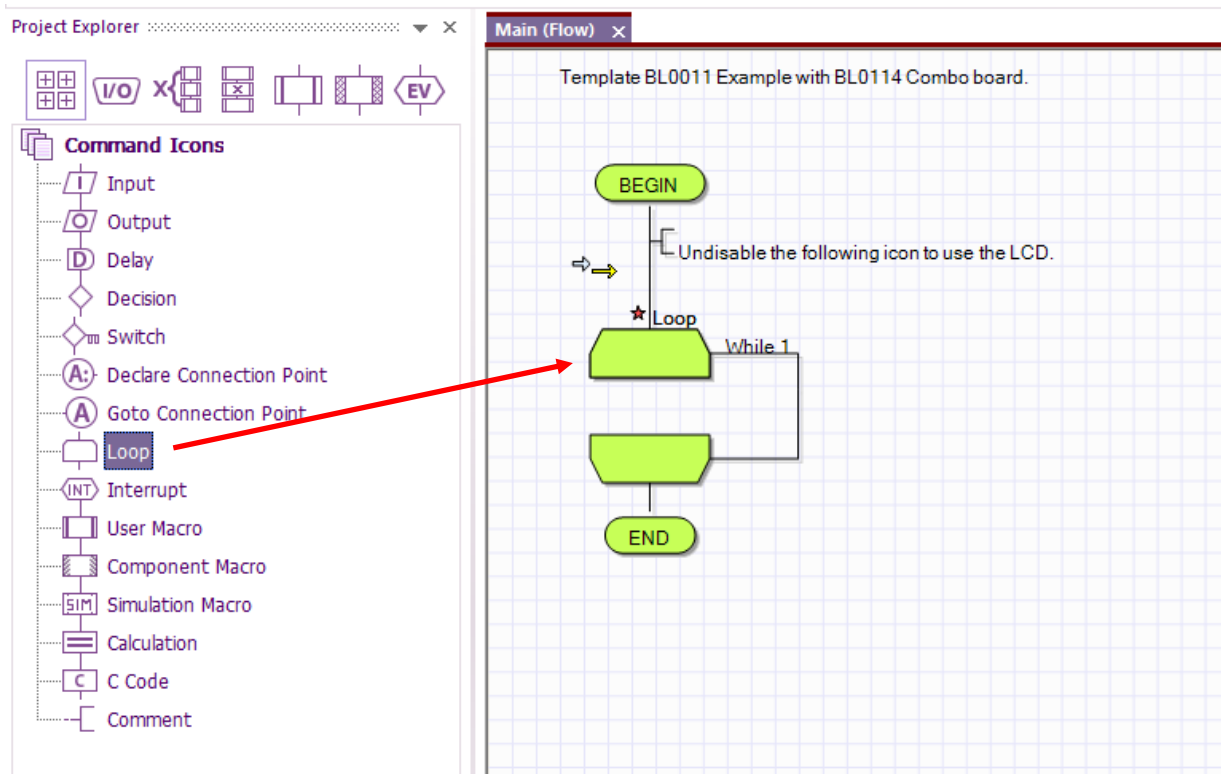 Project Explorer
I/O
X
x
EV
Command Icons
I Input
O Output
D Delay
Decision
Switch
A: Declare Connection Point
A Goto Connection Point
Loop
INT Interrupt
User Macro
Component Macro
SIM Simulation Macro
Calculation
C C Code
Comment
Main (Flow)
Template BL0011 Example with BL0114 Combo board.
BEGIN
Undisable the following icon to use the LCD.
Loop
While 1
END